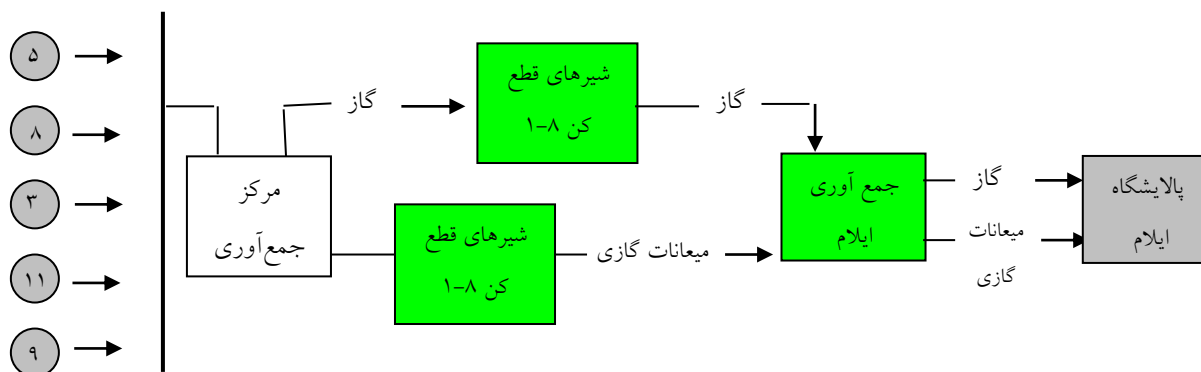 ۵
۸
۳
۱۱
۹
مرکز
جمع‌آوری
گاز
شیرهای قطع
کن ۸-۱
گاز
شیرهای قطع
کن ۸-۱
میعانات گازی
جمع آوری
ایلام
گاز
میعانات
گازی
پالایشگاه
ایلام